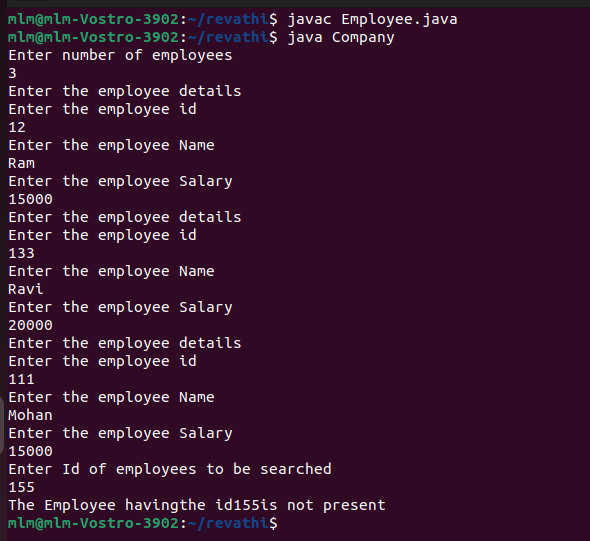 mlm@mlm-Vostro-3902:~/revathi$ javac Employee.java
mlm@mlm-Vostro-3902:~/revathi$ java Company
Enter number of employees
3
Enter the employee details
Enter the employee id
12
Enter the employee Name
Ram
Enter the employee Salary
15000
Enter the employee details
Enter the employee id
133
Enter the employee Name
Ravi
Enter the employee Salary
20000
Enter the employee details
Enter the employee id
111
Enter the employee Name
Mohan
Enter the employee Salary
15000
Enter Id of employees to be searched
155
The Employee havingthe id155is not present
mlm@mlm-Vostro-3902:~/revathi$